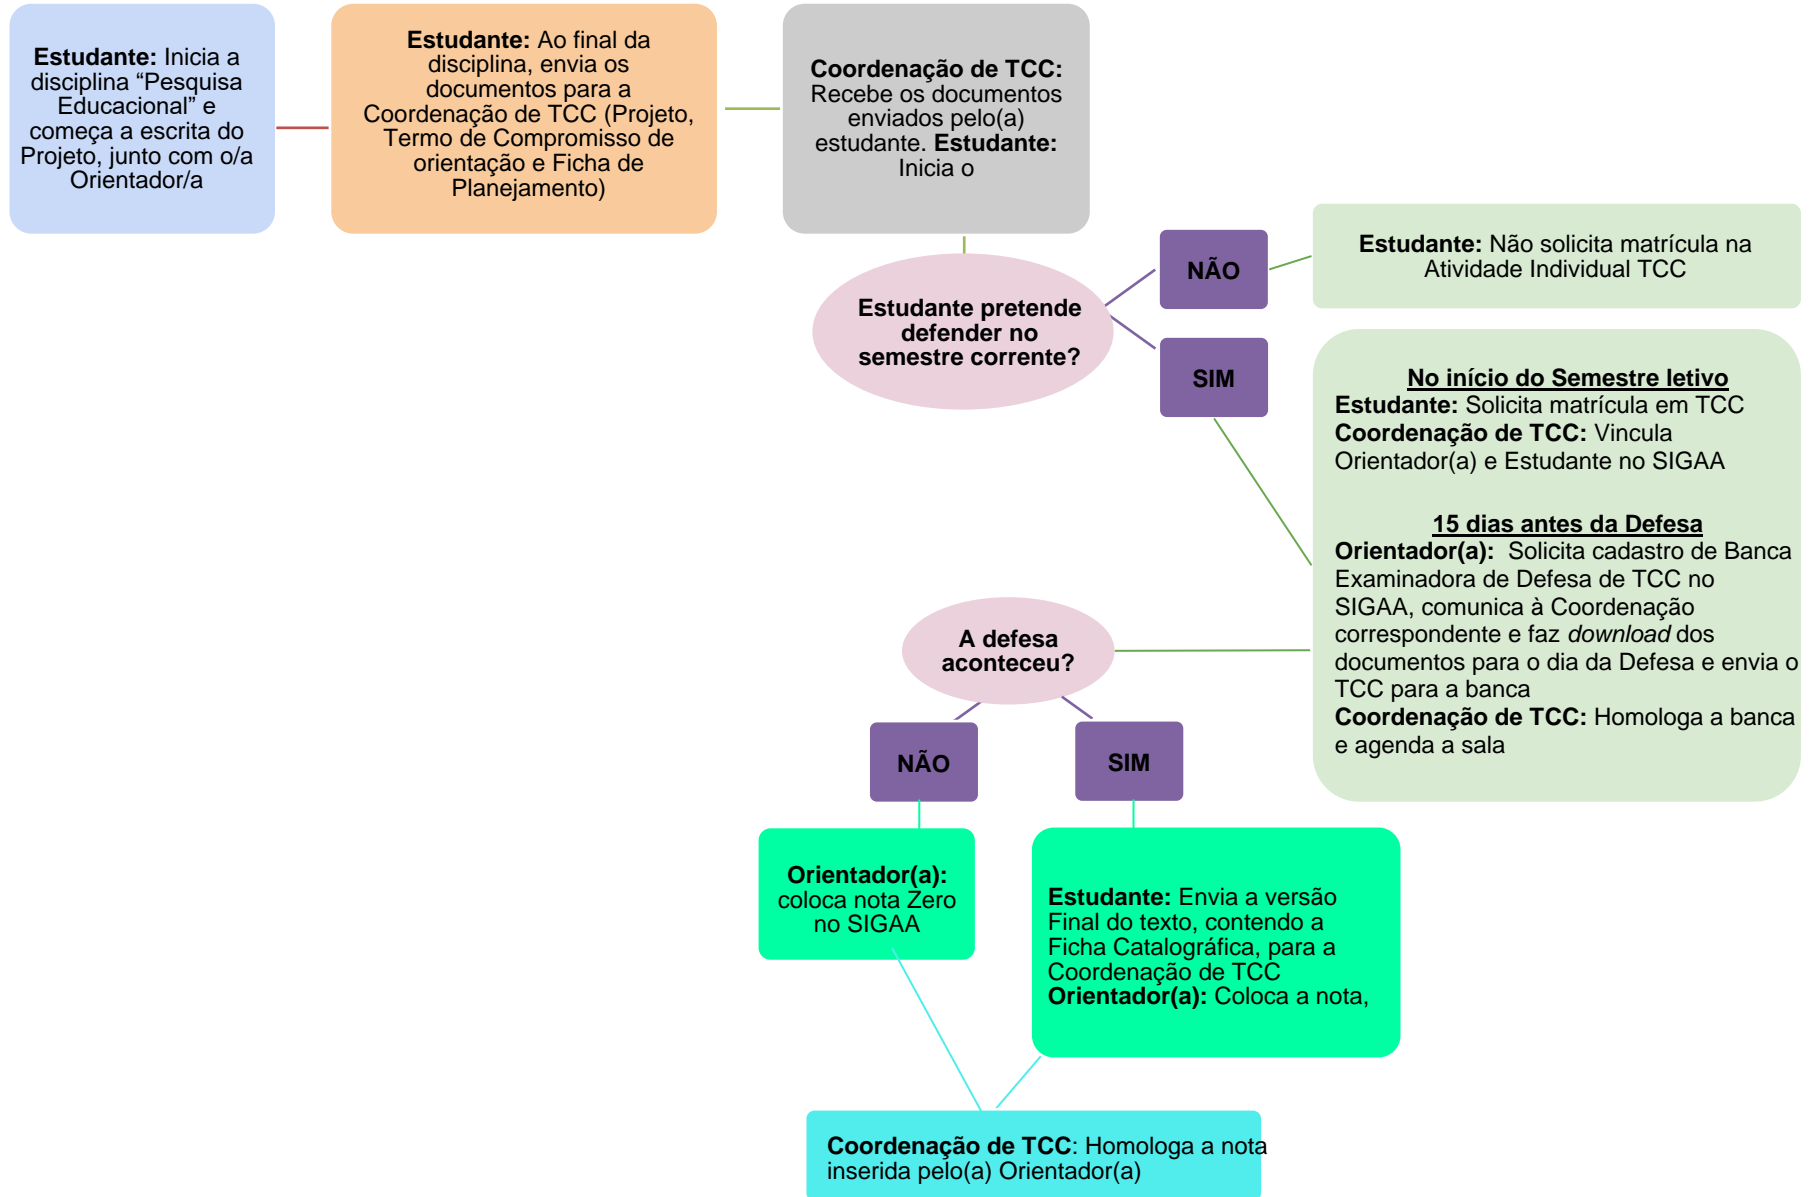 Estudante: Inicia a
disciplina “Pesquisa
Educacional” e
começa a escrita do
Projeto, junto com o/a
Orientador/a
Estudante: Ao final da
disciplina, envia os
documentos para a
Coordenação de TCC (Projeto,
Termo de Compromisso de
orientação e Ficha de
Planejamento)
Coordenação de TCC:
Recebe os documentos
enviados pelo(a)
estudante. Estudante:
Inicia o
Estudante pretende
defender no
semestre corrente?
NÃO
Estudante: Não solicita matrícula na
Atividade Individual TCC
SIM
No início do Semestre letivo
Estudante: Solicita matrícula em TCC
Coordenação de TCC: Vincula
Orientador(a) e Estudante no SIGAA
15 dias antes da Defesa
Orientador(a): Solicita cadastro de Banca
Examinadora de Defesa de TCC no
SIGAA, comunica à Coordenação
correspondente e faz download dos
documentos para o dia da Defesa e envia o
TCC para a banca
Coordenação de TCC: Homologa a banca
e agenda a sala
A defesa
aconteceu?
NÃO
SIM
Orientador(a):
coloca nota Zero
no SIGAA
Estudante: Envia a versão
Final do texto, contendo a
Ficha Catalográfica, para a
Coordenação de TCC
Orientador(a): Coloca a nota,
Coordenação de TCC: Homologa a nota
inserida pelo(a) Orientador(a)